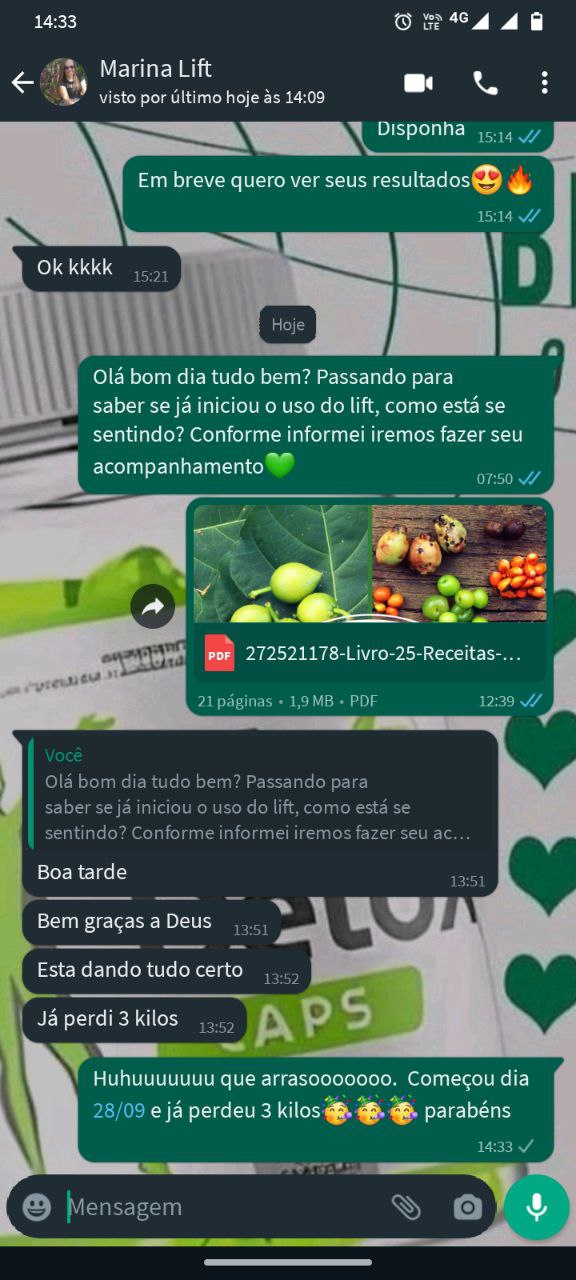 14:33
Vo))
LTE
4G
Marina Lift
visto por último hoje às 14:09
Disponha
15:14
Em breve quero ver seus resultados😍🔥
15:14
Ok kkkk
15:21
Hoje
Olá bom dia tudo bem? Passando para
saber se já iniciou o uso do lift, como está se
sentindo? Conforme informei iremos fazer seu
acompanhamento💚
07:50
PDF
272521178-Livro-25-Receitas-...
21 páginas • 1,9 MB • PDF
12:39
Você
Olá bom dia tudo bem? Passando para
saber se já iniciou o uso do lift, como está se
sentindo? Conforme informei iremos fazer seu ac...
Boa tarde
13:51
Bem graças a Deus
13:51
Detox
Esta dando tudo certo
13:52
Já perdi 3 kilos
13:52
CAPS
Huhuuuuuuu que arrasooooooo. Começou dia
28/09 e já perdeu 3 kilos🥳🥳🥳 parabéns
14:33
Mensagem